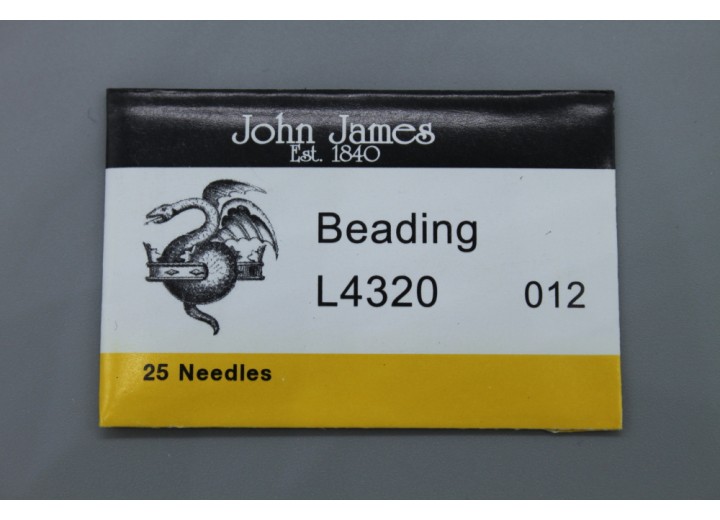 John James
Est. 1840
Beading
L4320 012
25 Needles